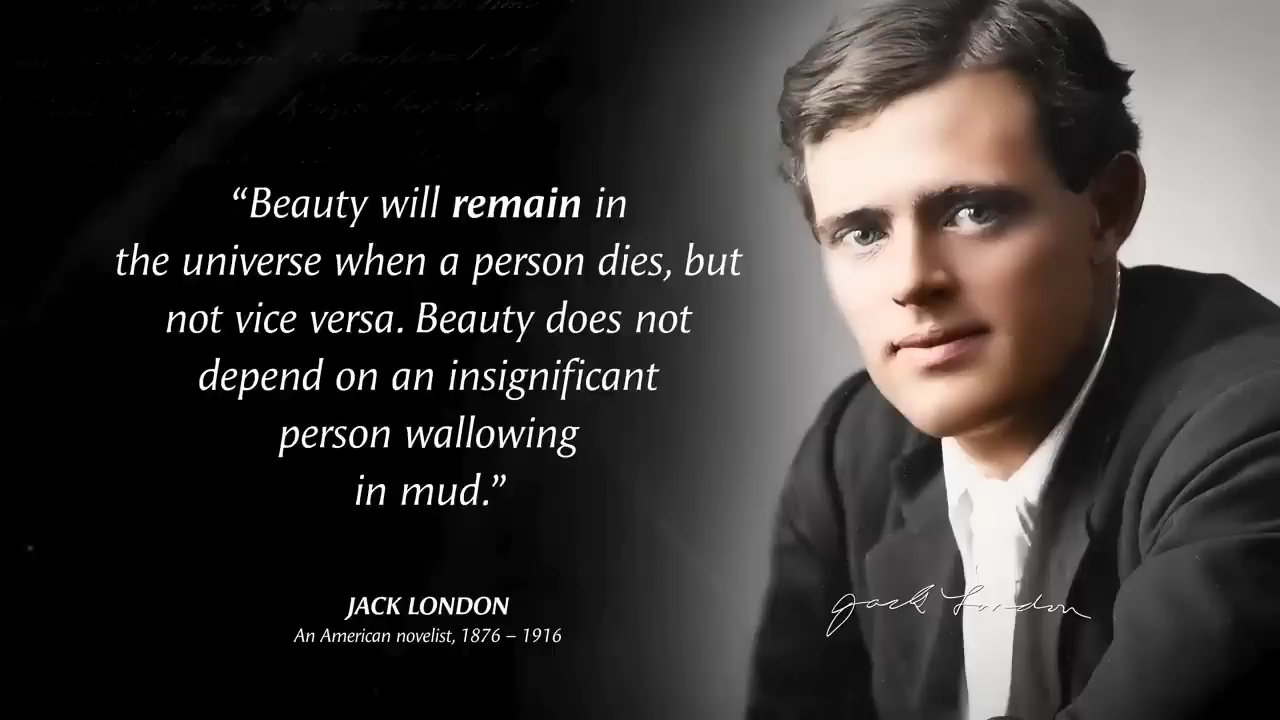 “Beauty will remain in
the universe when a person dies, but
not vice versa. Beauty does not
depend on an insignificant
person wallowing
in mud.”
JACK LONDON
An American novelist, 1876 – 1916
Jack London